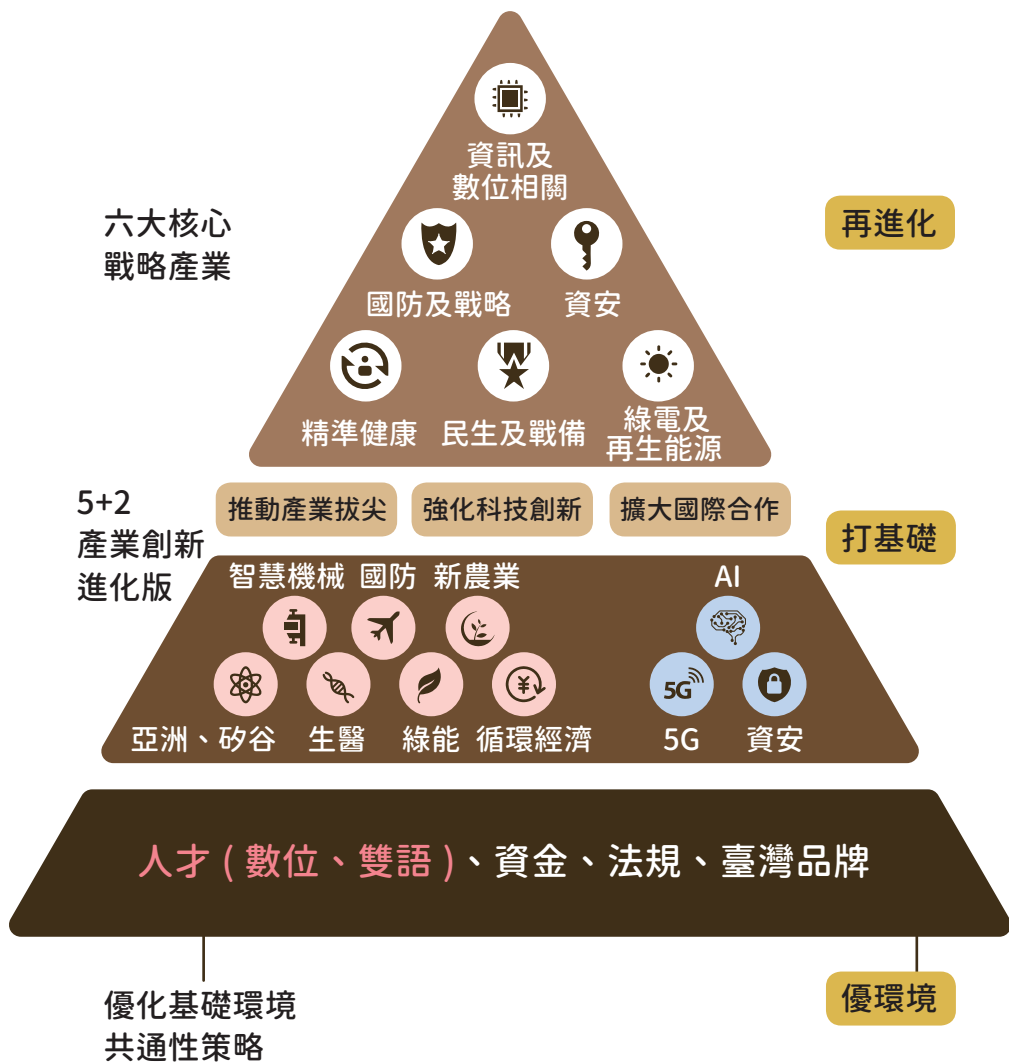 資訊及
數位相關
六大核心
戰略產業
再進化
國防及戰略
資安
精準健康
民生及戰備
綠電及
再生能源
5+2
產業創新
進化版
推動產業拔尖
強化科技創新
擴大國際合作
打基礎
智慧機械
國防
新農業
AI
5G
亞洲、矽谷
生醫
綠能
循環經濟
5G
資安
人才(數位、雙語)、資金、法規、臺灣品牌
優化基礎環境
共通性策略
優環境